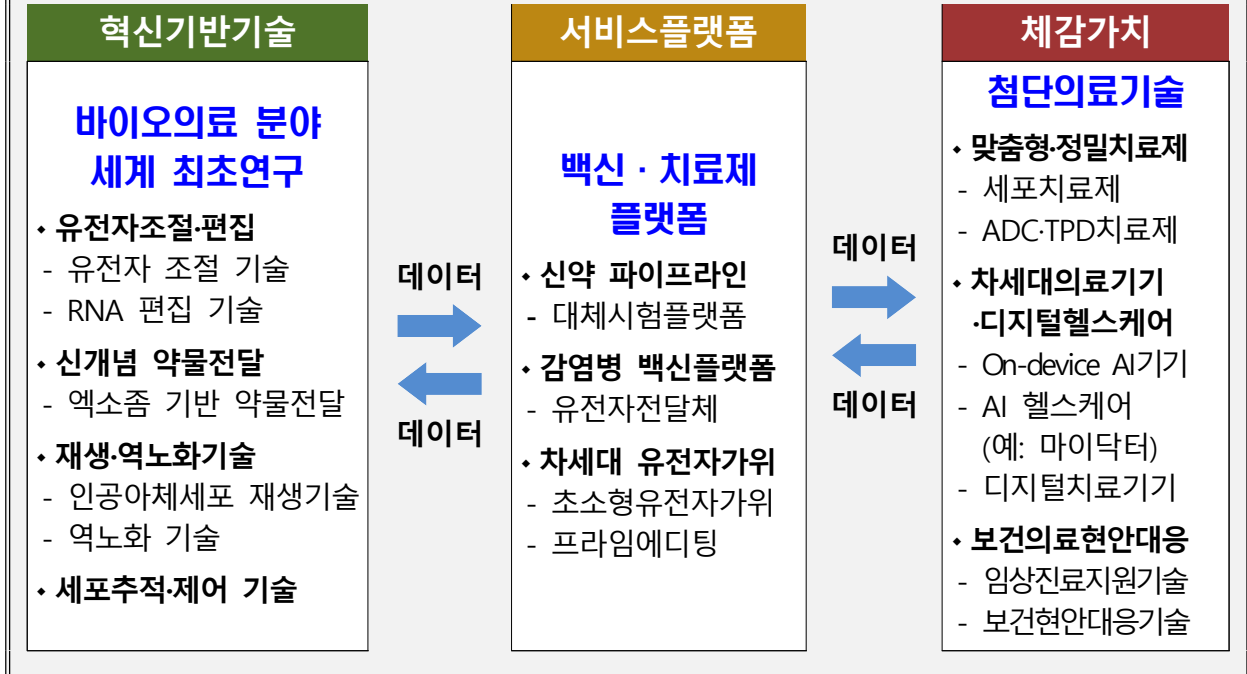 혁신기반기술
바이오의료 분야
세계 최초연구
◆ 유전자조절·편집
- 유전자 조절 기술
- RNA 편집 기술
◆ 신개념 약물전달
- 엑소좀 기반 약물전달
◆ 재생·역노화기술
- 인공아체세포 재생기술
- 역노화 기술
◆ 세포추적·제어 기술
데이터
데이터
서비스플랫폼
백신 · 치료제
플랫폼
◆ 신약 파이프라인
- 대체시험플랫폼
◆ 감염병 백신플랫폼
- 유전자전달체
◆ 차세대 유전자가위
- 초소형유전자가위
- 프라임에디팅
데이터
데이터
체감가치
첨단의료기술
◆ 맞춤형·정밀치료제
- 세포치료제
- ADC·TPD치료제
◆ 차세대의료기기
·디지털헬스케어
- On-device AI기기
- AI 헬스케어
(예: 마이닥터)
- 디지털치료기기
◆ 보건의료현안대응
- 임상진료지원기술
- 보건현안대응기술